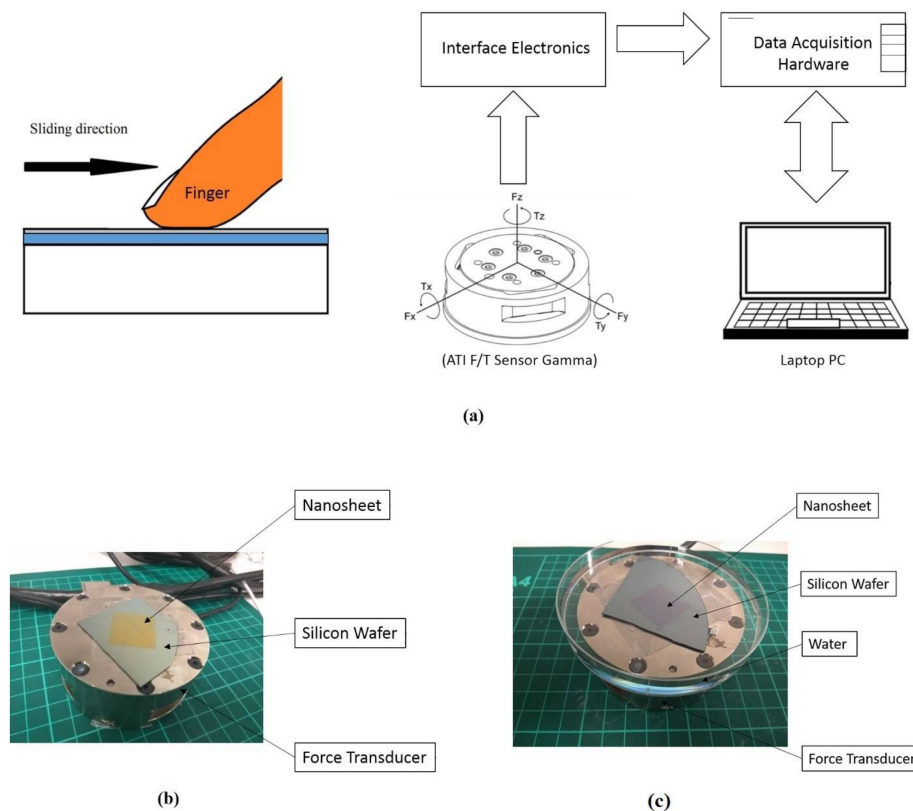 Interface Electronics
Data Acquisition
Hardware
Sliding direction
Finger
Fz
Tz
Tx
Fx
Ty
Fy
(ATI F/T Sensor Gamma)
Laptop PC
(a)
Nanosheet
Silicon Wafer
Force Transducer
(b)
Nanosheet
Silicon Wafer
Water
Force Transducer
A4
(c)